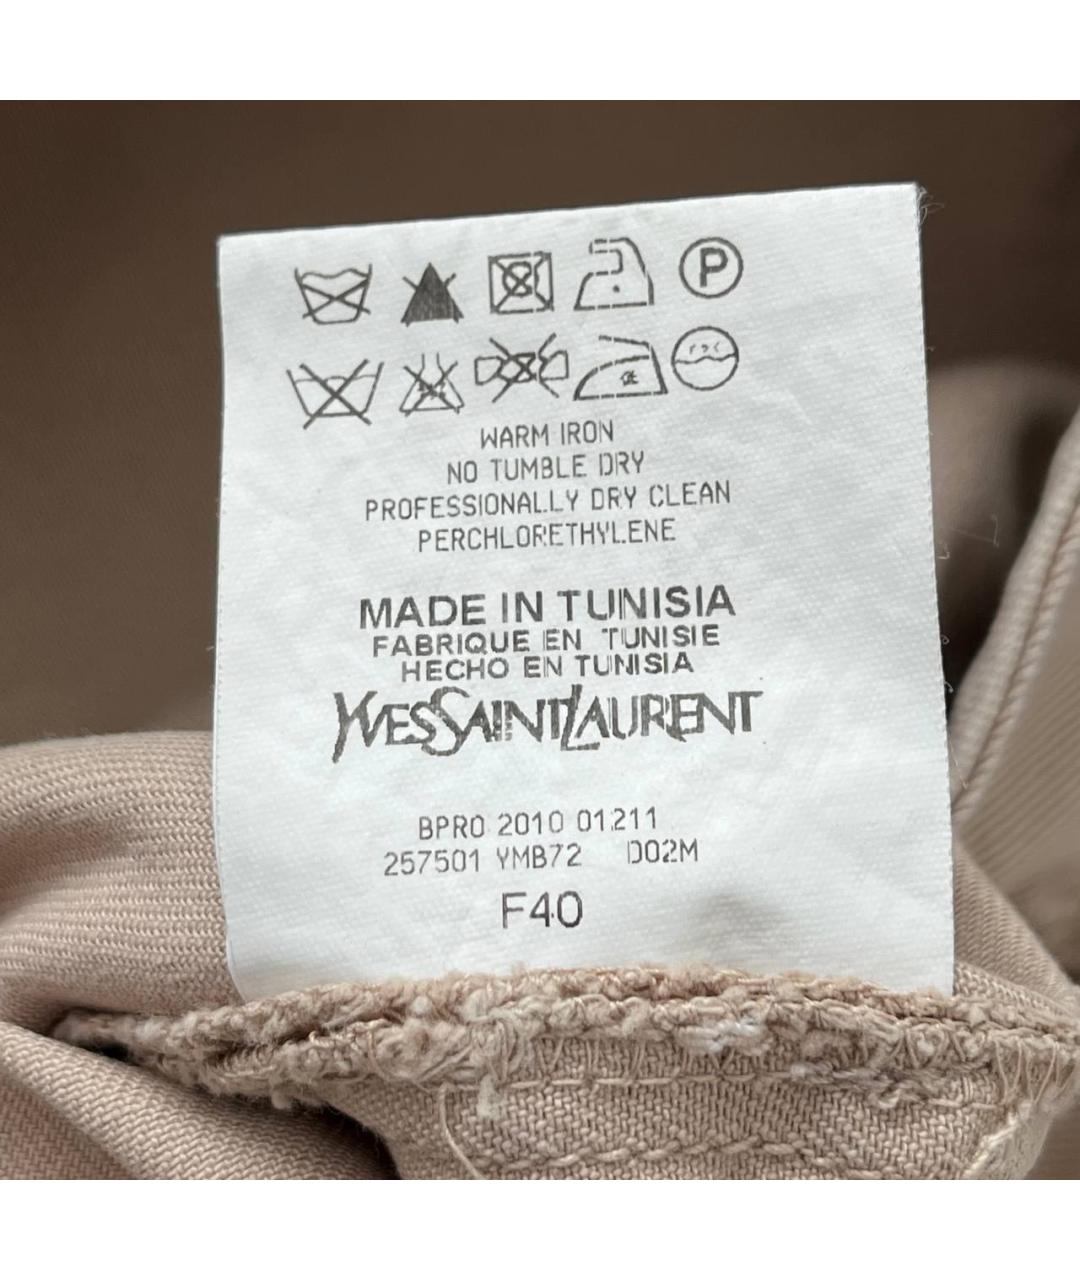 P
WARM IRON
NO TUMBLE DRY
PROFESSIONALLY DRY CLEAN
PERCHLORETHYLENE
MADE IN TUNISIA
FABRIQUE EN TUNISIE
HECHO EN TUNISIA
YVESSAINTLAURENT
BPRO 2010 01211
257501 YMB72 D02M
F40